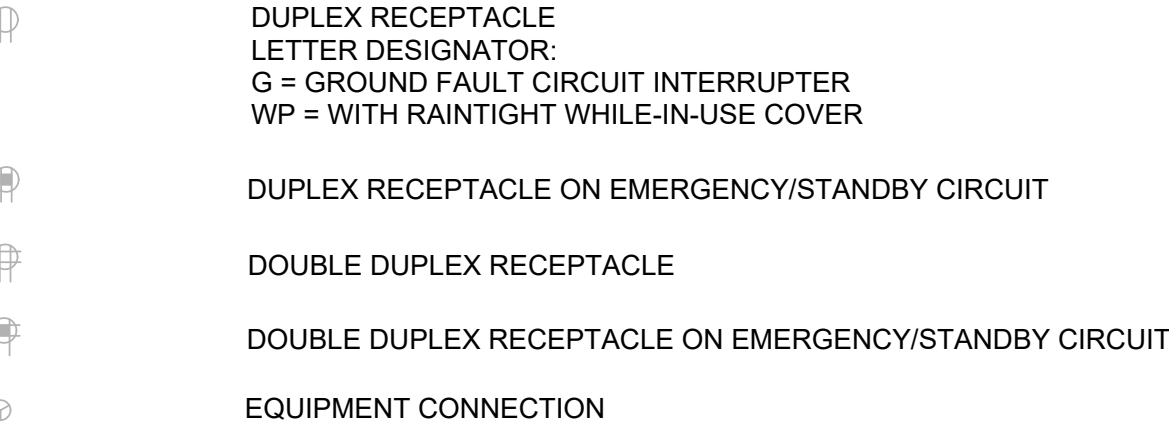 DUPLEX RECEPTACLE
LETTER DESIGNATOR:
G = GROUND FAULT CIRCUIT INTERRUPTER
WP = WITH RAINTIGHT WHILE-IN-USE COVER
DUPLEX RECEPTACLE ON EMERGENCY/STANDBY CIRCUIT
DOUBLE DUPLEX RECEPTACLE
DOUBLE DUPLEX RECEPTACLE ON EMERGENCY/STANDBY CIRCUIT
EQUIPMENT CONNECTION